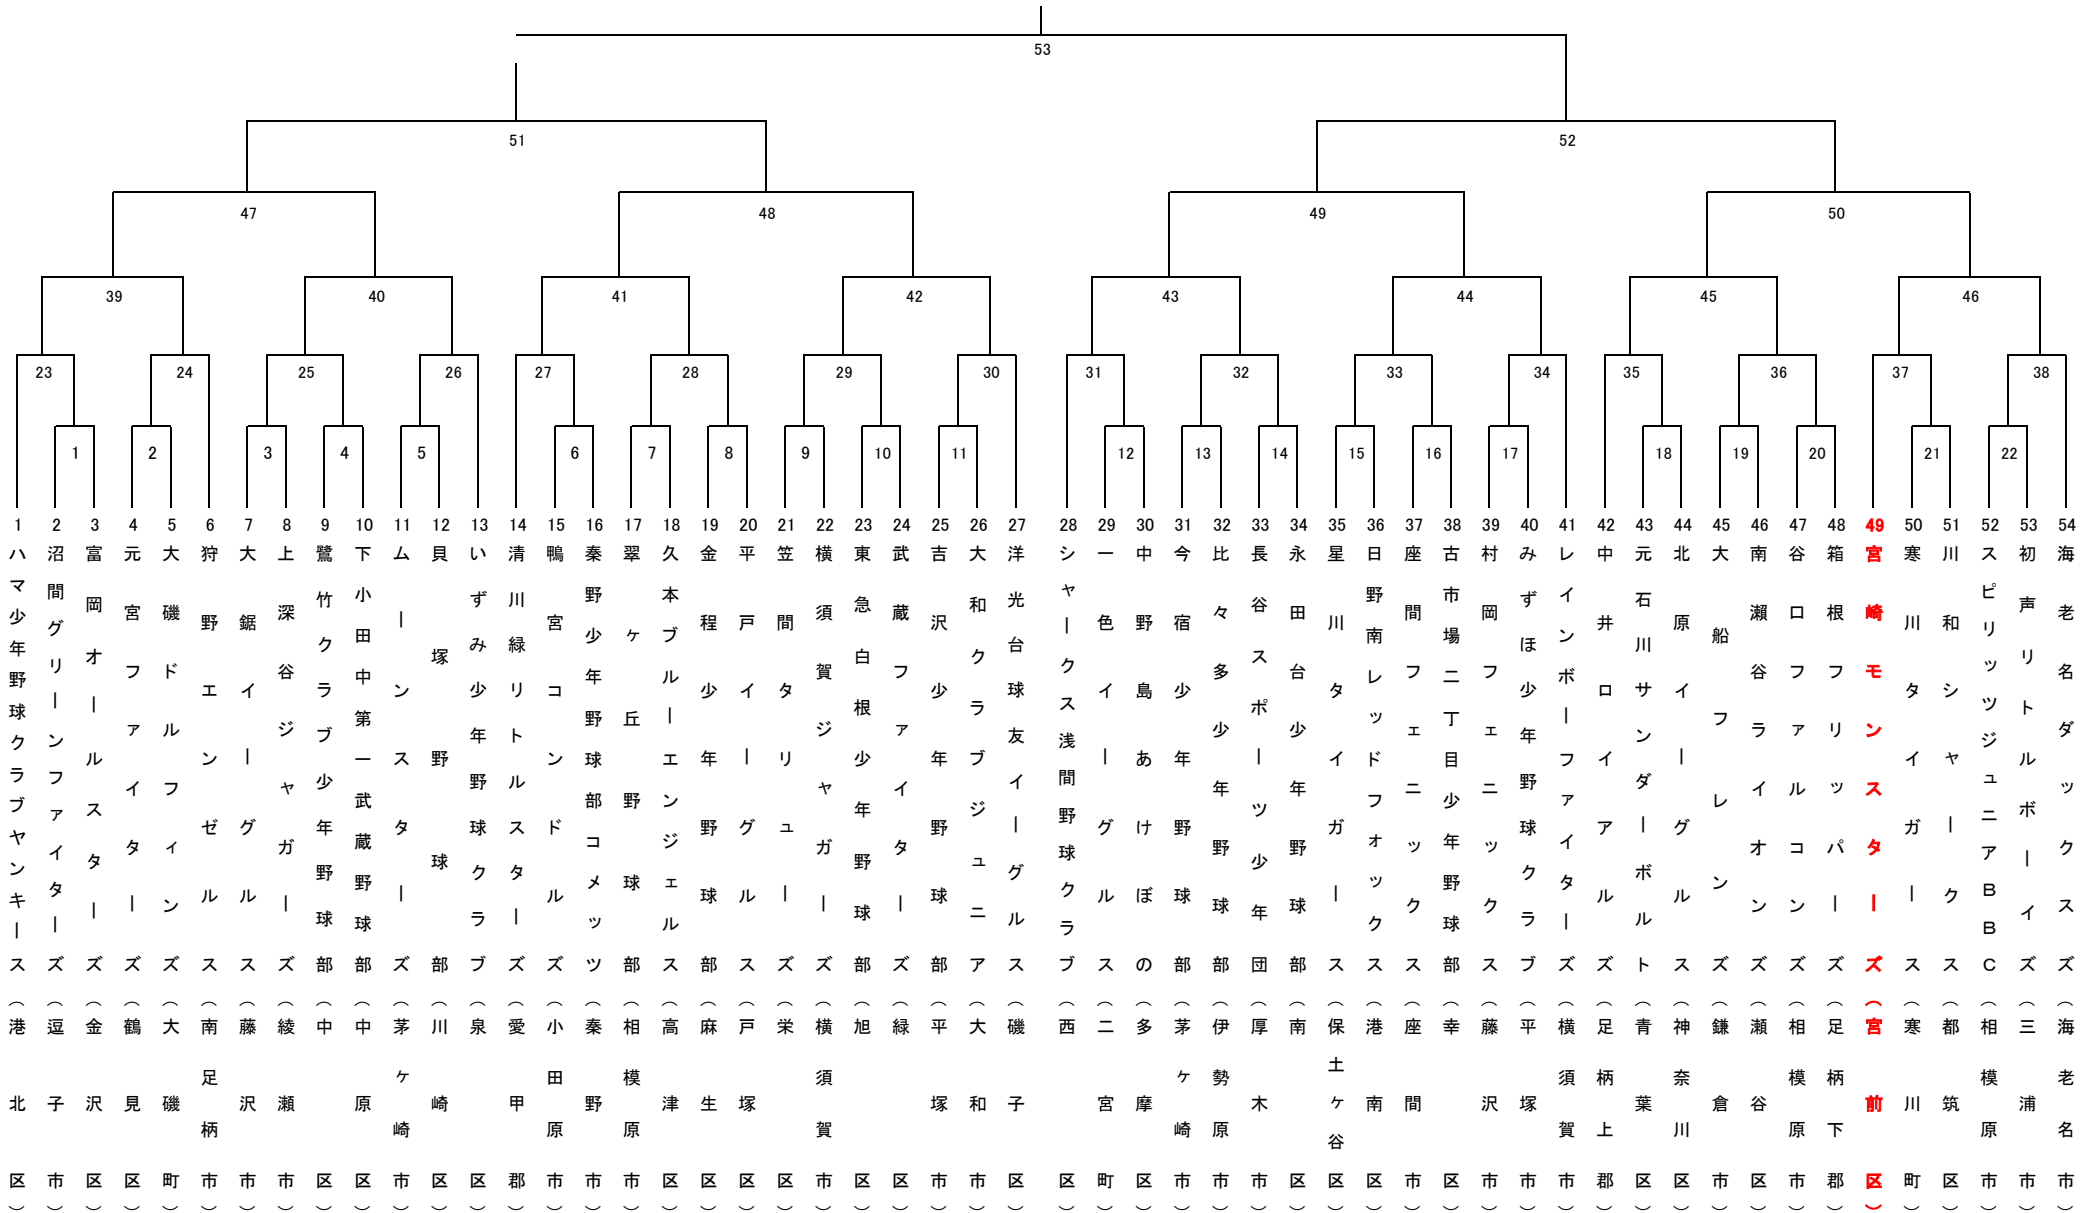 53
51
52
47
48
49
50
39
40
41
42
43
44
45
46
23
24
25
26
27
28
29
30
31
32
33
34
35
36
37
38
1
2
3
4
5
6
7
8
9
10
11
12
13
14
15
16
17
18
19
20
21
22
1 ハマ少年野球クラブヤンキース（港北区）
2 沼間グリーンファイターズ（逗子市）
3 富岡オールスターズ（金沢区）
4 元宮ファイターズ（鶴見区）
5 大磯ドルフィンズ（大磯町）
6 狩野エンゼルス（南足柄市）
7 大鋸イーグルス（藤沢市）
8 上深谷ジャガーズ（綾瀬市）
9 鷺竹クラブ少年野球部（中区）
10 下小田中第一武蔵野球部（中原区）
11 ムーンスターズ（茅ヶ崎市）
12 貝塚野球部（川崎区）
13 いずみ少年野球クラブ（泉区）
14 清川緑リトルスターズ（愛甲郡）
15 鴨宮コンドルズ（小田原市）
16 秦野少年野球部コメッツ（秦野市）
17 翠ヶ丘野球部（相模原市）
18 久本ブルーエンジェルス（高津区）
19 金程少年野球部（麻生区）
20 平戸イーグルス（戸塚区）
21 笠間タリューズ（栄区）
22 横須賀ジャガーズ（横須賀市）
23 東急白根少年野球部（旭区）
24 武蔵ファイターズ（緑区）
25 吉沢少年野球部（平塚市）
26 大和クラブジュニア（大和市）
27 洋光台球友イーグルス（磯子区）
28 シャークス浅間野球クラブ（西区）
29 一色イーグルス（二宮町）
30 中野島あけぼの（多摩区）
31 今宿少年野球部（茅ヶ崎市）
32 比々多少年野球部（伊勢原市）
33 長谷スポーツ少年団（厚木市）
34 永田台少年野球部（南区）
35 星川タイガース（保土ケ谷区）
36 日野南レッドフォックス（港南区）
37 座間フェニックス（座間市）
38 古市場二丁目少年野球部（幸区）
39 村岡フェニックス（藤沢市）
40 みずほ少年野球クラブ（平塚市）
41 レインボーファイターズ（横須賀市）
42 中井ロイアルズ（足柄上郡）
43 元石川サンダーボルト（青葉区）
44 北原イーグルス（神奈川区）
45 大船フレンズ（鎌倉市）
46 南瀬谷ライオンズ（瀬谷区）
47 谷口ファルコンズ（相模原市）
48 箱根フリッパーズ（足柄下郡）
49 宮崎モンスターズ（宮前区）
50 寒川タイガース（寒川町）
51 川和シャークス（都筑区）
52 スピリッツジュニアBBC（相模原市）
53 初声リトルボーイズ（三浦市）
54 海老名ダックスズ（海老名市）